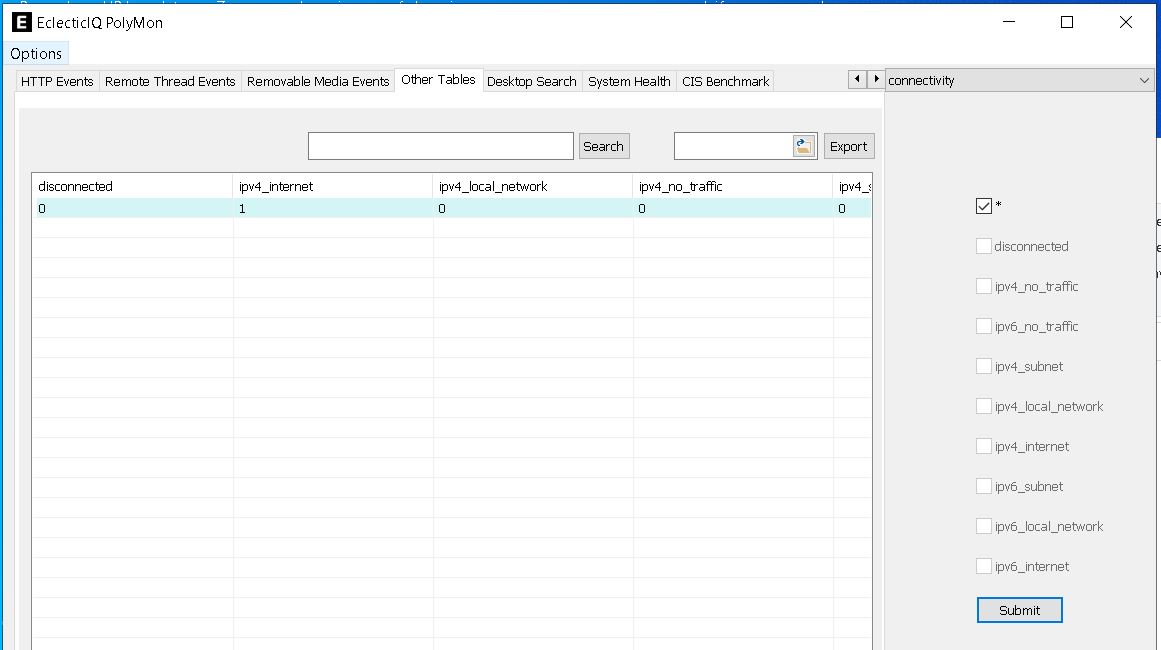 EclecticIQ PolyMon
Options
HTTP Events Remote Thread Events Removable Media Events Other Tables Desktop Search System Health CIS Benchmark connectivity
Search Export
disconnected ipv4_internet ipv4_local_network ipv4_no_traffic ipv4_s
0 1 0 0 0
*
disconnected
ipv4_no_traffic
ipv6_no_traffic
ipv4_subnet
ipv4_local_network
ipv4_internet
ipv6_subnet
ipv6_local_network
ipv6_internet
Submit